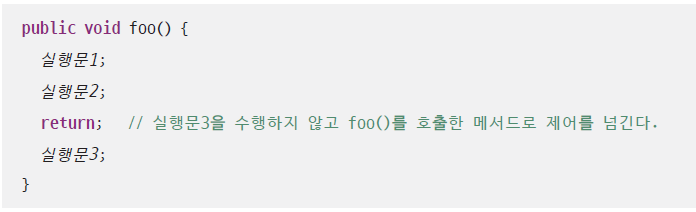 public void foo() {
실행문1;
실행문2;
return;   // 실행문3을 수행하지 않고 foo()를 호출한 메서드로 제어를 넘긴다.
실행문3;
}